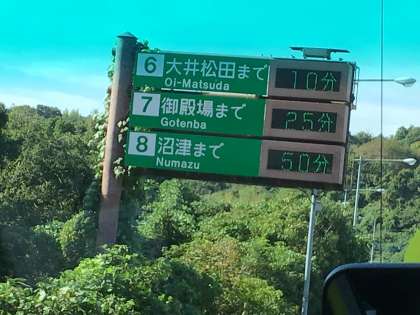 6 大井松田まで 10分
Oi-Matsuda
7 御殿場まで 25分
Gotenba
8 沼津まで 50分
Numazu